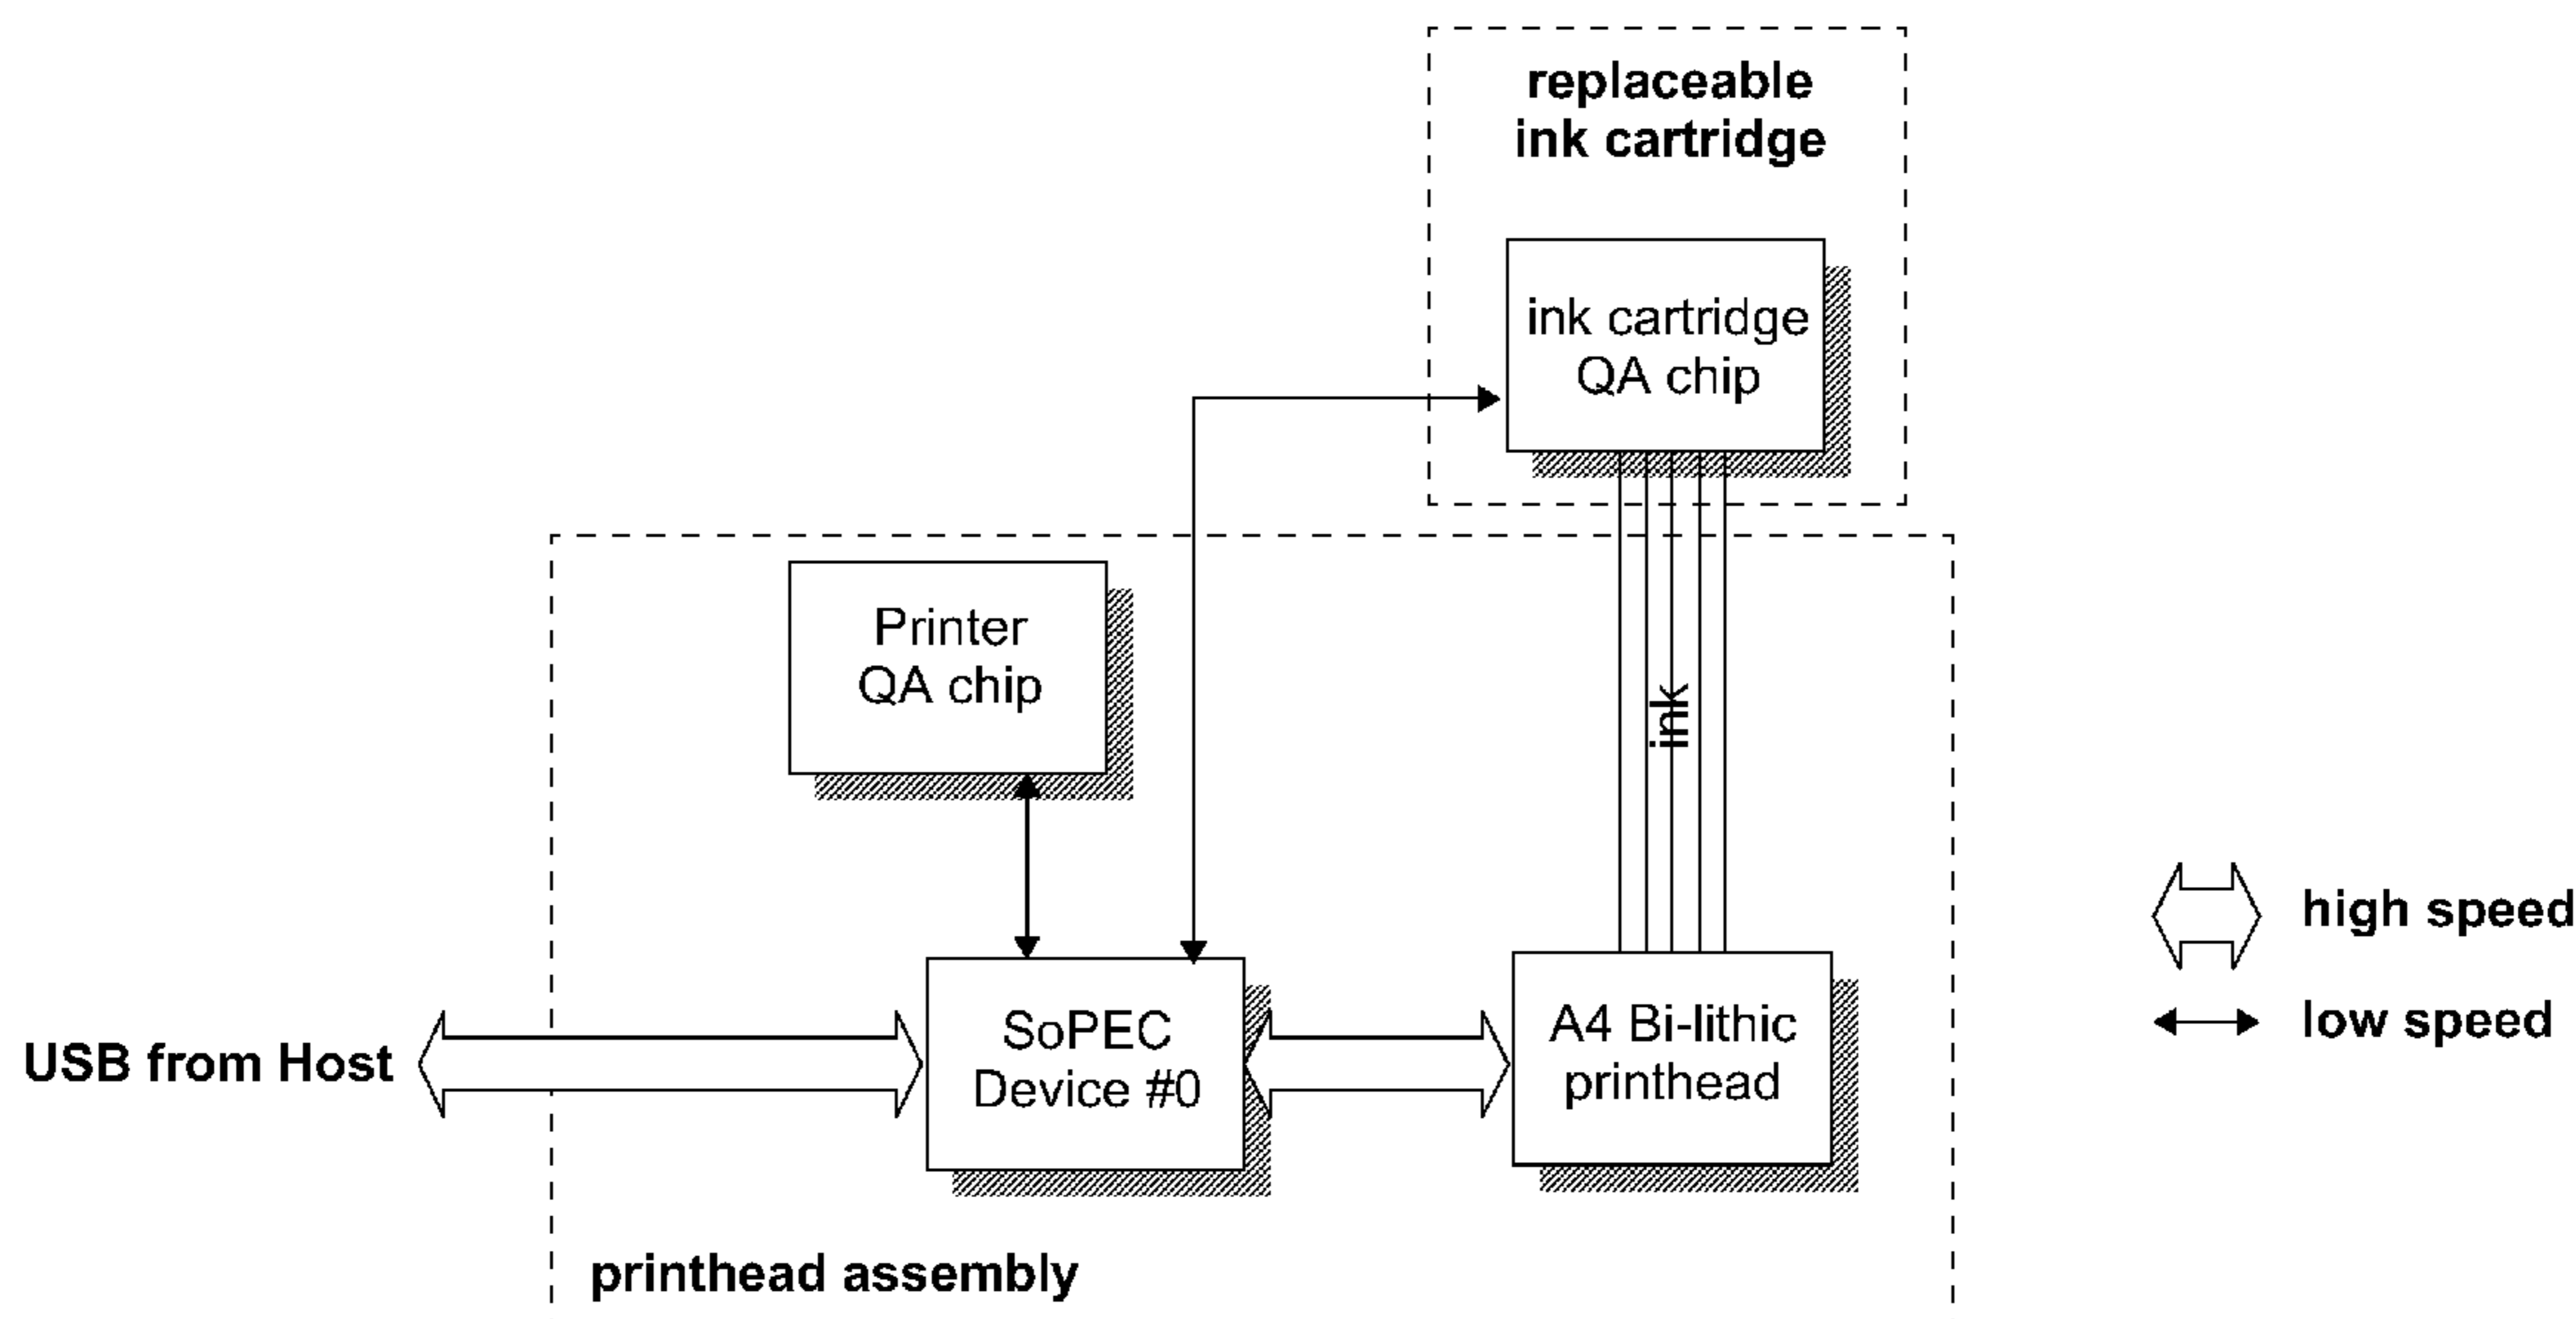 replaceable
ink cartridge
ink cartridge
QA chip
Printer
QA chip
ink
SoPEC
Device #0
A4 Bi-lithic
printhead
USB from Host
printhead assembly
high speed
low speed